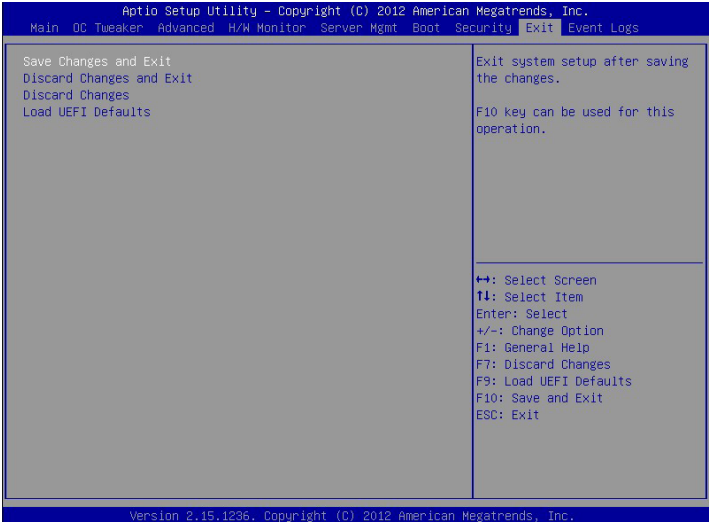 Aptio Setup Utility – Copyright (C) 2012 American Megatrends, Inc.
Main OC Tweaker Advanced H/W Monitor Server Mgmt Boot Security Exit Event Logs
Save Changes and Exit
Discard Changes and Exit
Discard Changes
Load UEFI Defaults
Exit system setup after saving
the changes.
F10 key can be used for this
operation.
↔: Select Screen
↑↓: Select Item
Enter: Select
+/-: Change Option
F1: General Help
F7: Discard Changes
F9: Load UEFI Defaults
F10: Save and Exit
ESC: Exit
Version 2.15.1236. Copyright (C) 2012 American Megatrends, Inc.